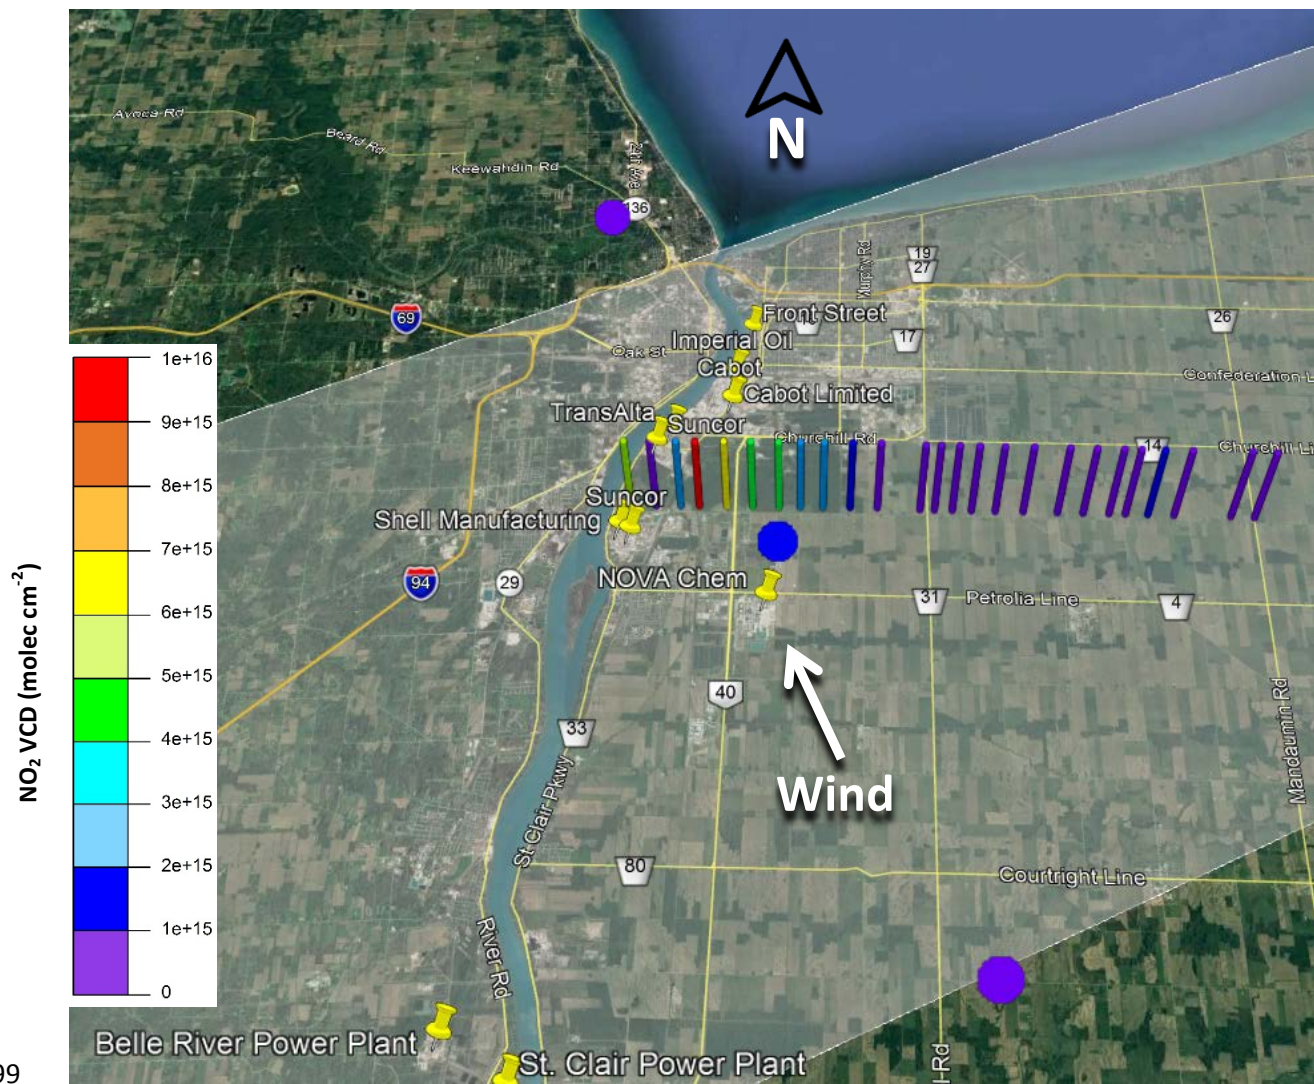 N
Avoca Rd
Beard Rd
Keewahdin Rd
24th Ave
136
19
27
Murphy Rd
69
Front Street
26
Imperial Oil
17
Oak St
Cabot
Confederation L
1e+16
Cabot Limited
TransAlta
9e+15
Suncor
Churchill Rd
14
Churchill Li
8e+15
Suncor
Shell Manufacturing
7e+15
NOVA Chem
94
29
31
Petrolia Line
4
6e+15
5e+15
40
33
4e+15
Wind
Mandaumin Rd
3e+15
St Clair Pkwy
2e+15
80
Courtright Line
1e+15
River Rd
0
NO₂ VCD (molec cm⁻²)
Belle River Power Plant
St. Clair Power Plant
l-Rd
99